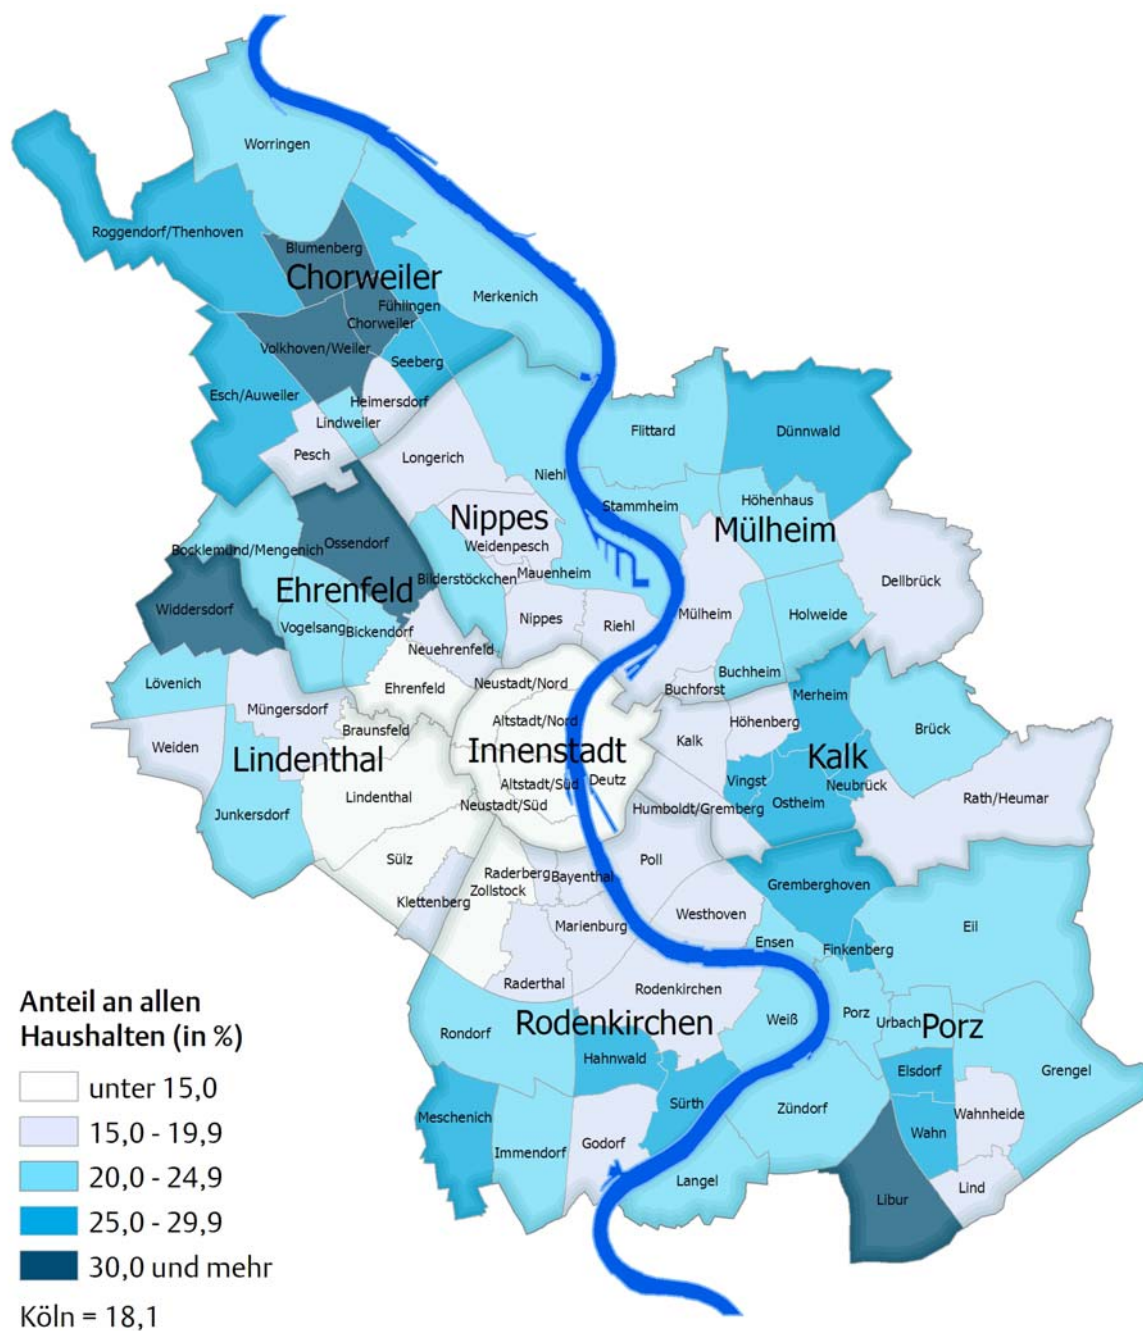 Worringen
Roggendorf/Thenhoven
Blumenberg
Chorweiler
Fühlingen
Merkenich
Chorweiler
Volkhoven/Weiler
Seeberg
Esch/Auweiler
Heimersdorf
Lindweiler
Pesch
Longerich
Flittard
Dünnwald
Niehl
Stammheim
Höhenhaus
Nippes
Mülheim
Ossendorf
Weidenpesch
Bocklemünd/Mengenich
Mauenheim
Bilderstöckchen
Dellbrück
Ehrenfeld
Widdersdorf
Nippes
Riehl
Mülheim
Holweide
Vogelsang
Bickendorf
Neuehrenfeld
Buchheim
Lövenich
Ehrenfeld
Neustadt/Nord
Buchforst
Merheim
Müngersdorf
Altstadt/Nord
Höhenberg
Brück
Braunsfeld
Weiden
Lindenthal
Innenstadt
Kalk
Kalk
Deutz
Vingst
Neubrück
Altstadt/Süd
Lindenthal
Neustadt/Süd
Humboldt/Gremberg
Ostheim
Rath/Heumar
Junkersdorf
Sülz
Poll
Raderberg
Bayenthal
Zollstock
Klettenberg
Gremberghoven
Westhoven
Marienburg
Eil
Ensen
Finkenberg
Raderthal
Rodenkirchen
Rondorf
Rodenkirchen
Weiß
Porz
Urbach
Porz
Hahnwald
Elsdorf
Grengel
Meschenich
Sürth
Zündorf
Wahnheide
Wahn
Immendorf
Godorf
Langel
Libur
Lind
Anteil an allen
Haushalten (in %)
unter 15,0
15,0 - 19,9
20,0 - 24,9
25,0 - 29,9
30,0 und mehr
Köln = 18,1